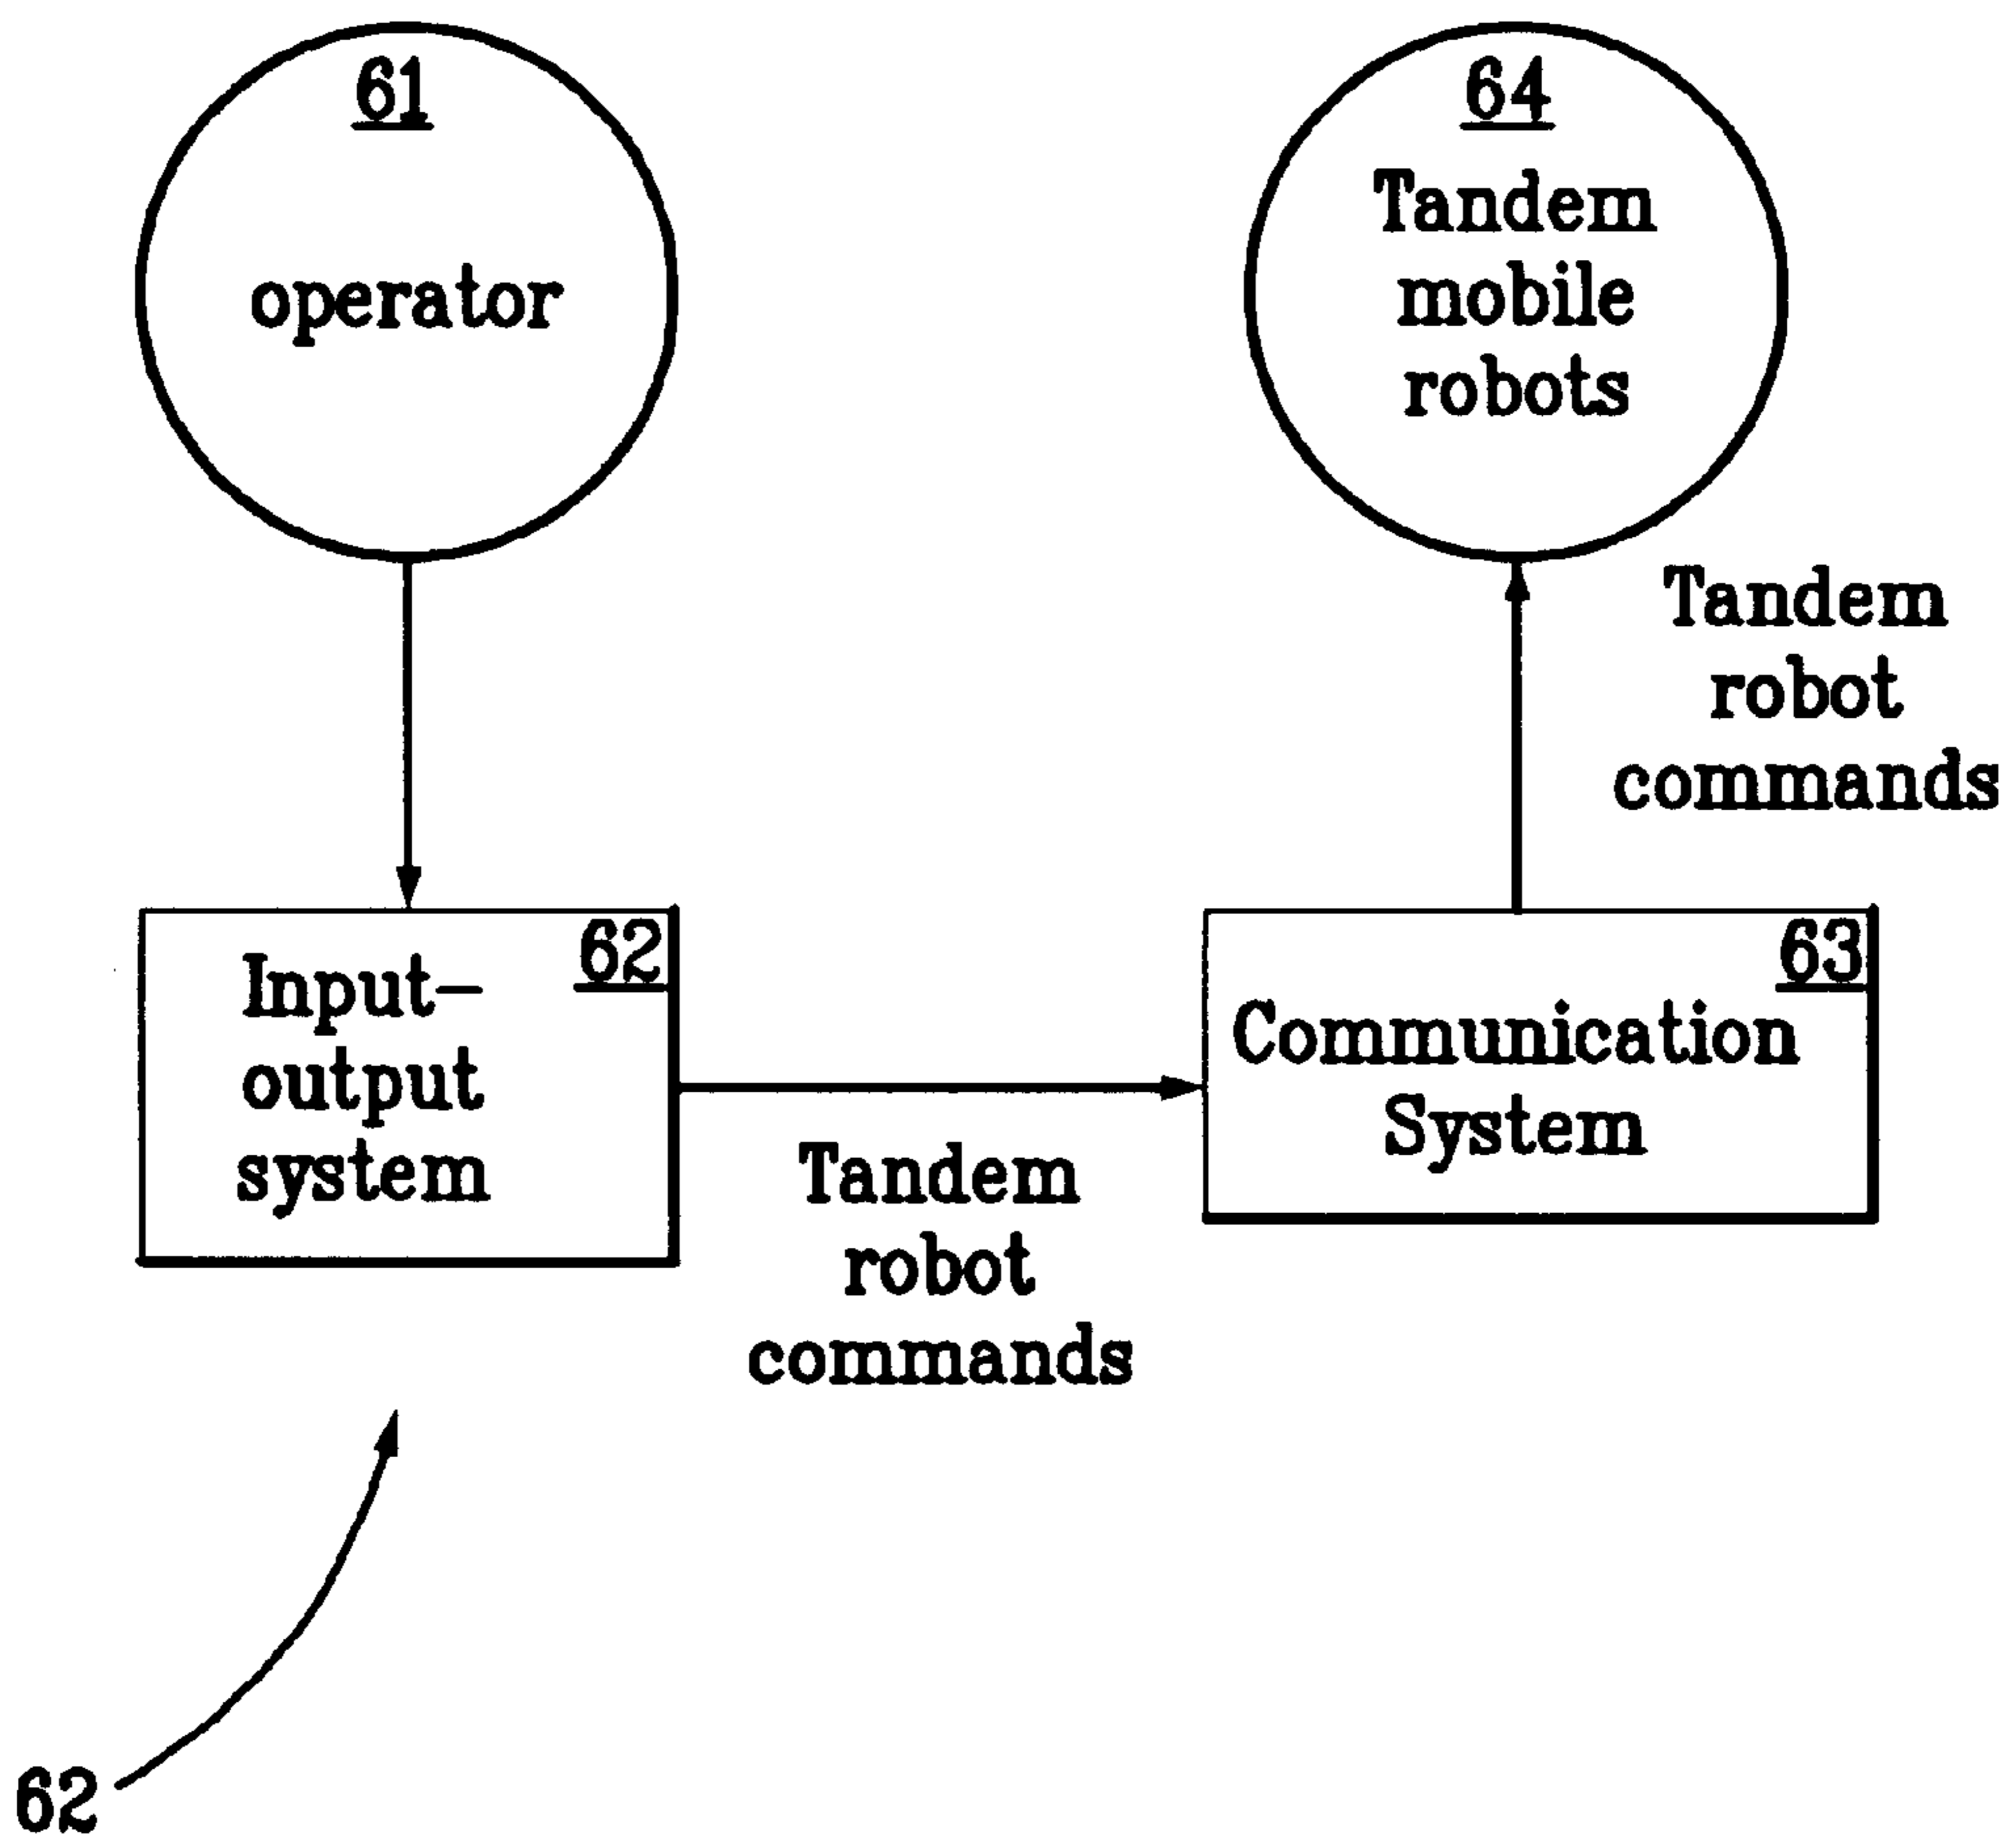 61
operator
64
Tandem
mobile
robots
Tandem
robot
commands
62
Input-
output
system
63
Communication
System
Tandem
robot
commands
62